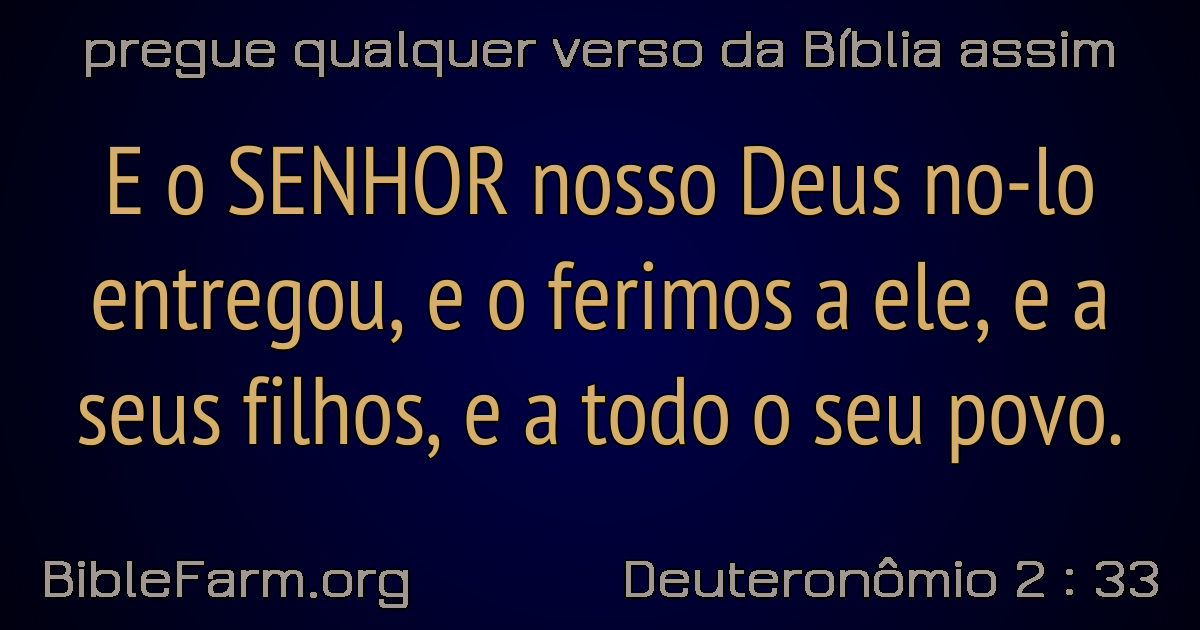 pregue qualquer verso da Bíblia assim
E o SENHOR nosso Deus no-lo
entregou, e o ferimos a ele, e a
seus filhos, e a todo o seu povo.
BibleFarm.org
Deuteronômio 2 : 33